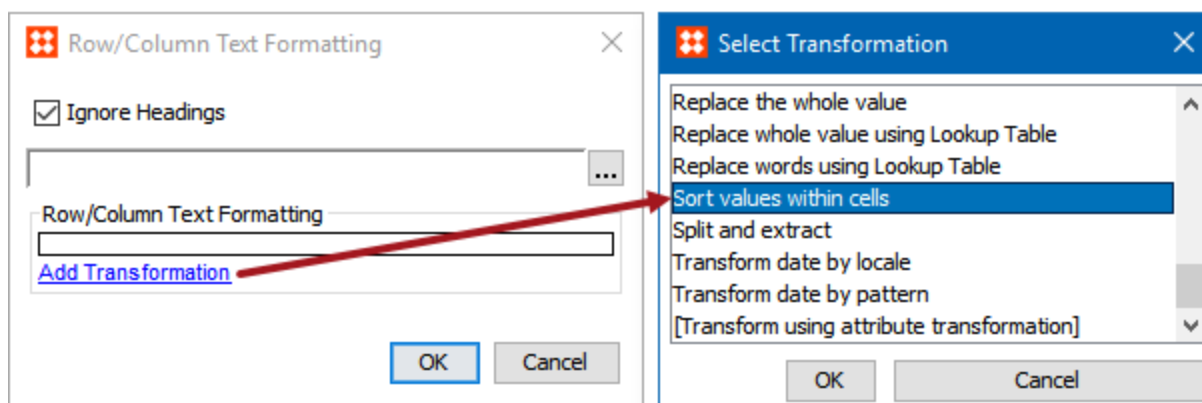 Row/Column Text Formatting
Ignore Headings
...
Row/Column Text Formatting
Add Transformation
OK
Cancel
Select Transformation
Replace the whole value
Replace whole value using Lookup Table
Replace words using Lookup Table
Sort values within cells
Split and extract
Transform date by locale
Transform date by pattern
[Transform using attribute transformation]
OK
Cancel